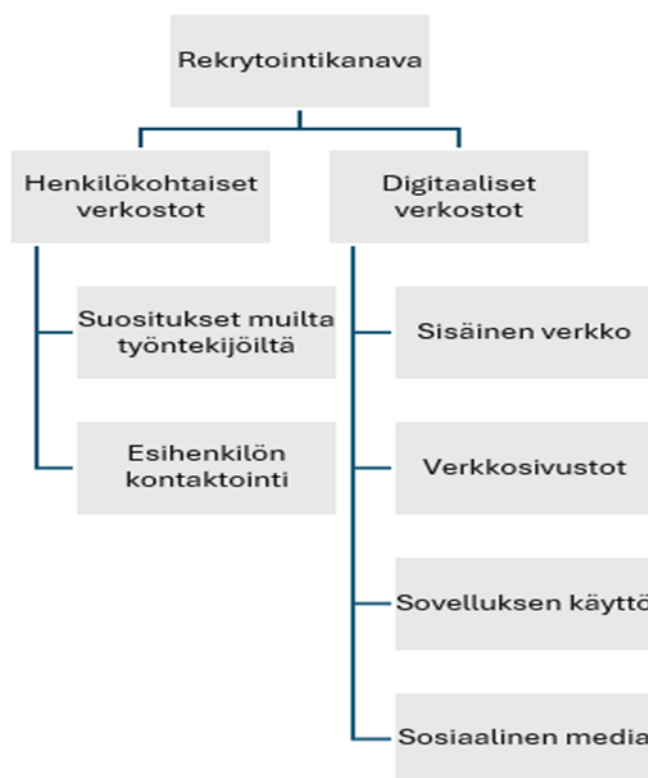 Rekrytointikanava
Henkilökohtaiset
verkostot
Digitaaliset
verkostot
Suositukset muilta
työntekijöiltä
Esihenkilön
kontaktointi
Sisäinen verkko
Verkkosivustot
Sovelluksen käyttö
Sosiaalinen media